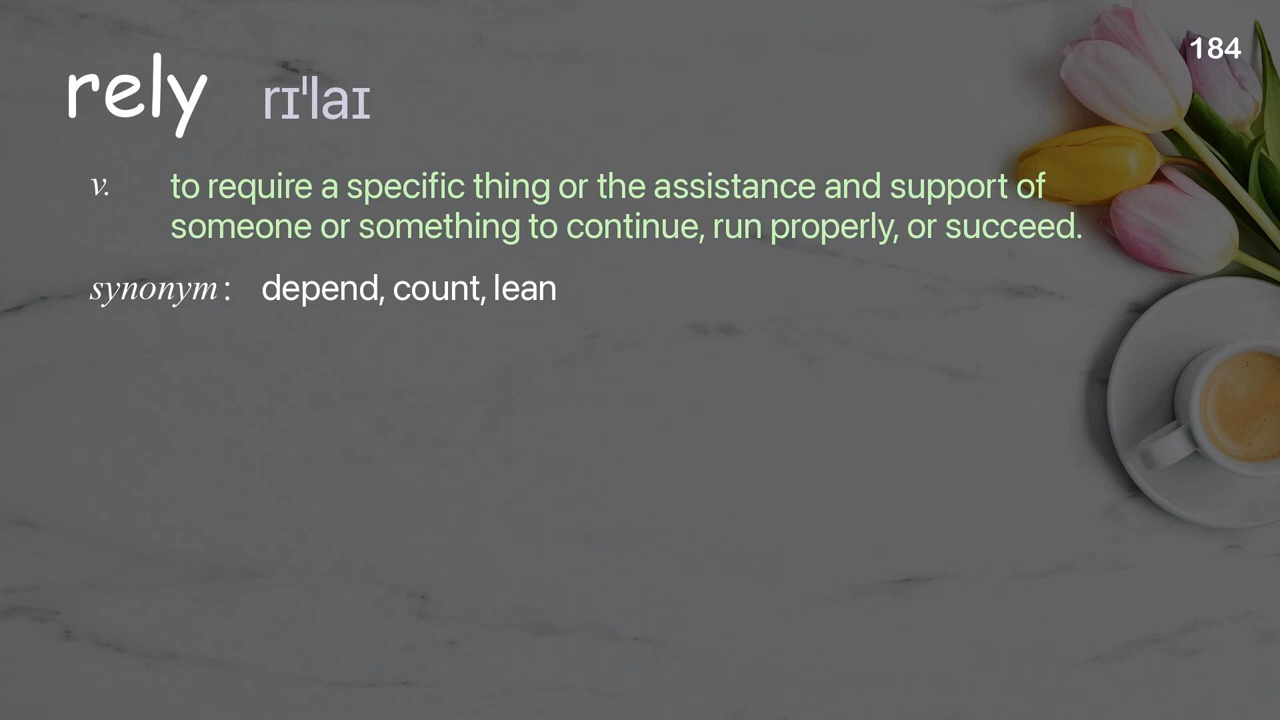 184
rely rɪˈlaɪ
v. to require a specific thing or the assistance and support of
someone or something to continue, run properly, or succeed.
synonym : depend, count, lean